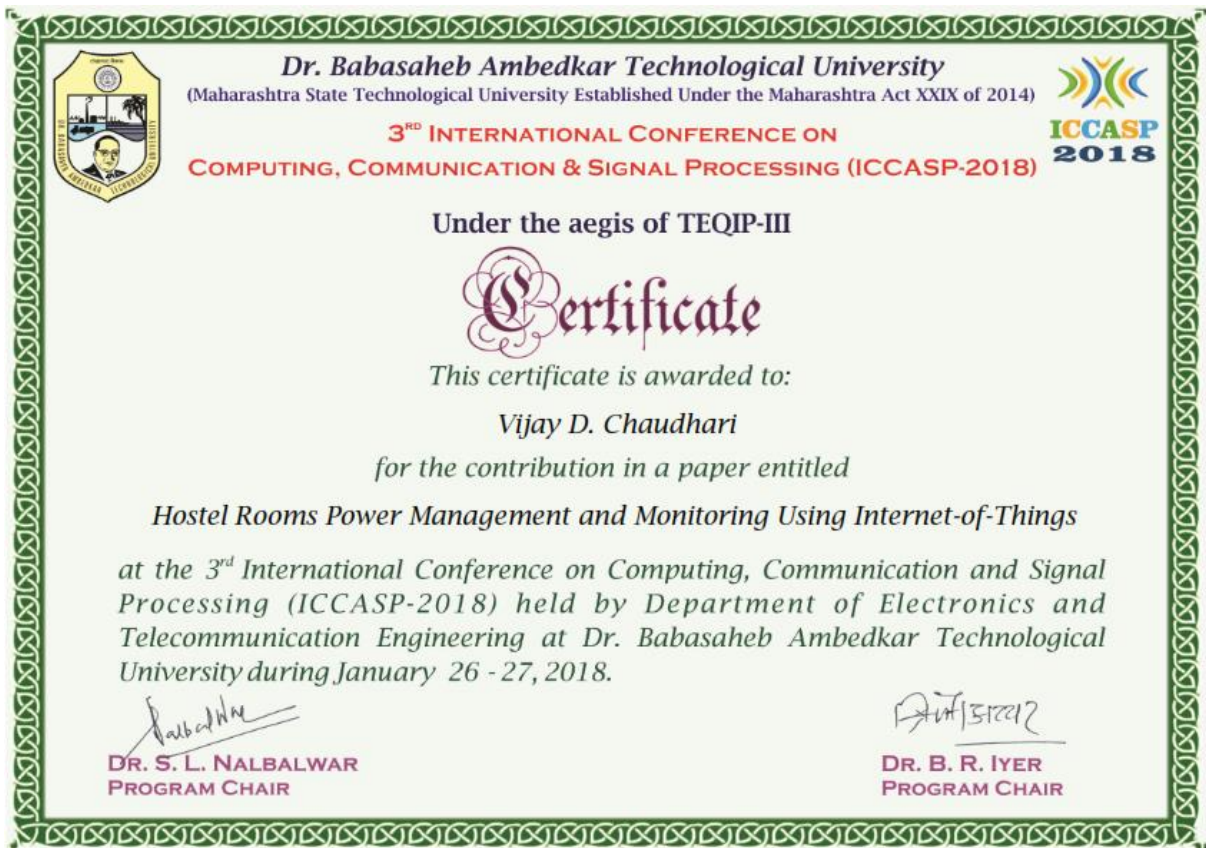 Dr. Babasaheb Ambedkar Technological University
(Maharashtra State Technological University Established Under the Maharashtra Act XXIX of 2014)
3RD INTERNATIONAL CONFERENCE ON
COMPUTING, COMMUNICATION & SIGNAL PROCESSING (ICCASP-2018)
ICCASP
2018
DR. BABASAHEB AMBEDKAR TECHNOLOGICAL UNIVERSITY
Under the aegis of TEQIP-III
Certificate
This certificate is awarded to:
Vijay D. Chaudhari
for the contribution in a paper entitled
Hostel Rooms Power Management and Monitoring Using Internet-of-Things
at the 3rd International Conference on Computing, Communication and Signal
Processing (ICCASP-2018) held by Department of Electronics and
Telecommunication Engineering at Dr. Babasaheb Ambedkar Technological
University during January 26 - 27, 2018.
DR. S. L. NALBALWAR
PROGRAM CHAIR
DR. B. R. IYER
PROGRAM CHAIR